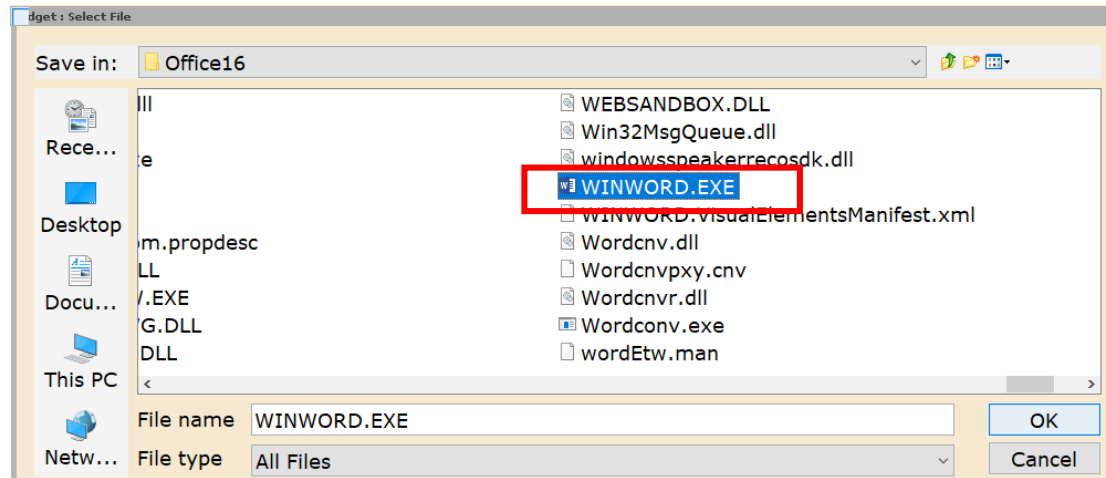 dget : Select File
Save in:
Office16
Rece...
Desktop
Docu...
This PC
Netw...
lll
:e
om.propdesc
LL
/.EXE
'G.DLL
DLL
WEBSANDBOX.DLL
Win32MsgQueue.dll
windowsspeakerrecosdk.dll
WINWORD.EXE
WINWORD.VisualElementsManifest.xml
Wordcnv.dll
Wordcnvpxy.cnv
Wordcnvr.dll
Wordconv.exe
wordEtw.man
File name
WINWORD.EXE
OK
File type
All Files
Cancel